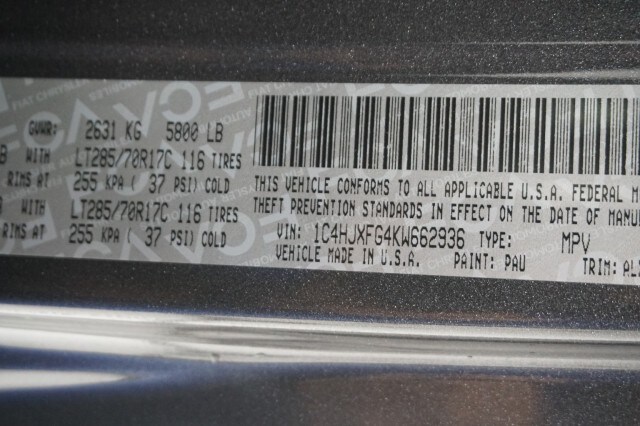 GVWR: 2631 KG 5800 LB
B WITH LT285/70R17C 116 TIRES
RIMS AT 255 KPA ( 37 PSI) COLD
WITH LT285/70R17C 116 TIRES
RIMS AT 255 KPA ( 37 PSI) COLD
THIS VEHICLE CONFORMS TO ALL APPLICABLE U.S.A. FEDERAL M
THEFT PREVENTION STANDARDS IN EFFECT ON THE DATE OF MANU
VIN: 1C4HJXFG4KW662936 TYPE: MPV
VEHICLE MADE IN U.S.A. PAINT: PAU TRIM: AL